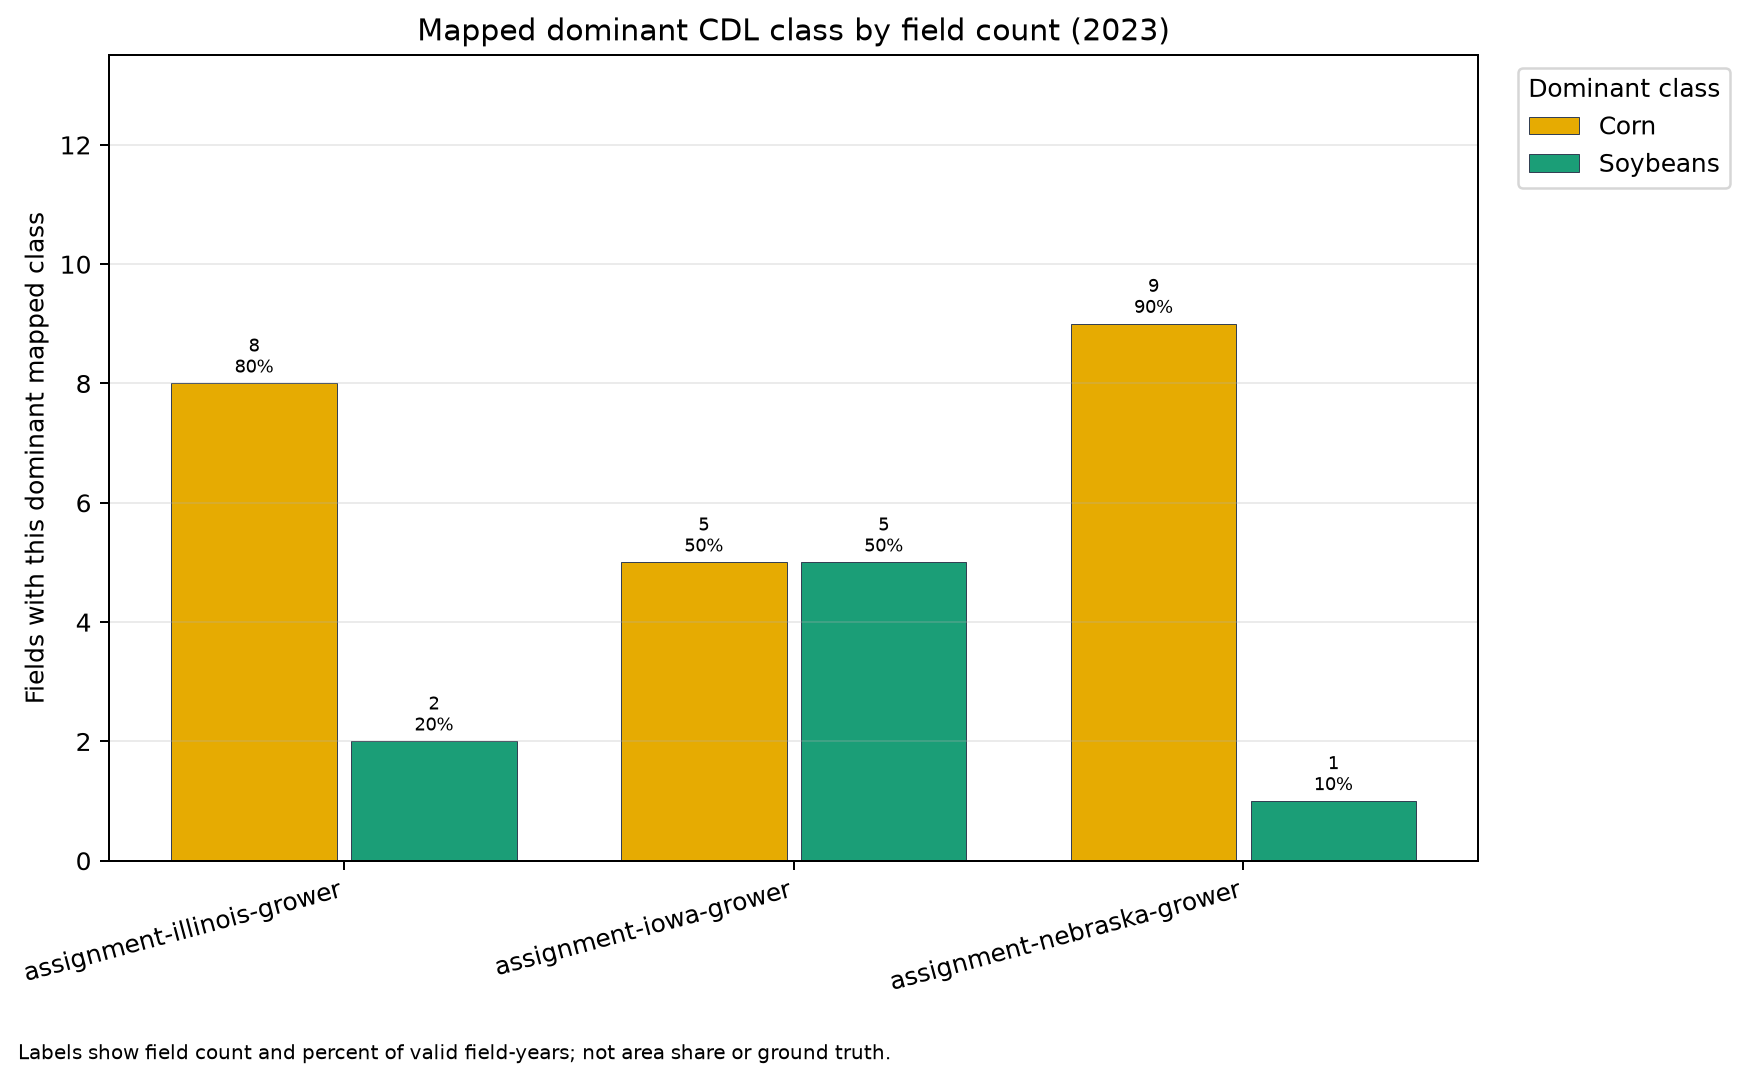 Mapped dominant CDL class by field count (2023)
Dominant class
Corn
Soybeans
Fields with this dominant mapped class
12
10
8
6
4
2
0
8
80%
2
20%
5
50%
5
50%
9
90%
1
10%
assignment-illinois-grower
assignment-iowa-grower
assignment-nebraska-grower
Labels show field count and percent of valid field-years; not area share or ground truth.